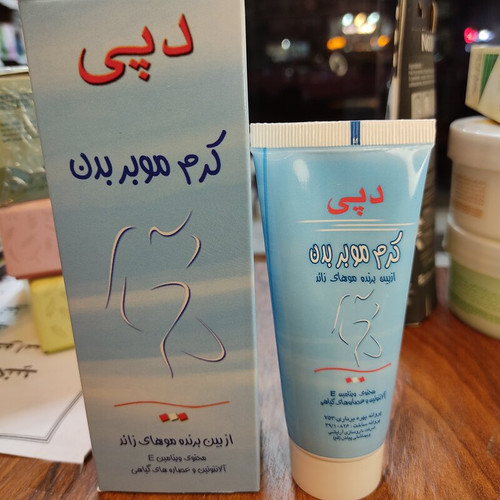 دپی
کرم موبر بدن
از بین برنده موهای زائد
محتوی ویتامین E
آلانتوئین و عصاره های گیاهی
دپی
کرم موبر بدن
از بین برنده موهای زائد
محتوی ویتامین E
آلانتوئین و عصاره های گیاهی